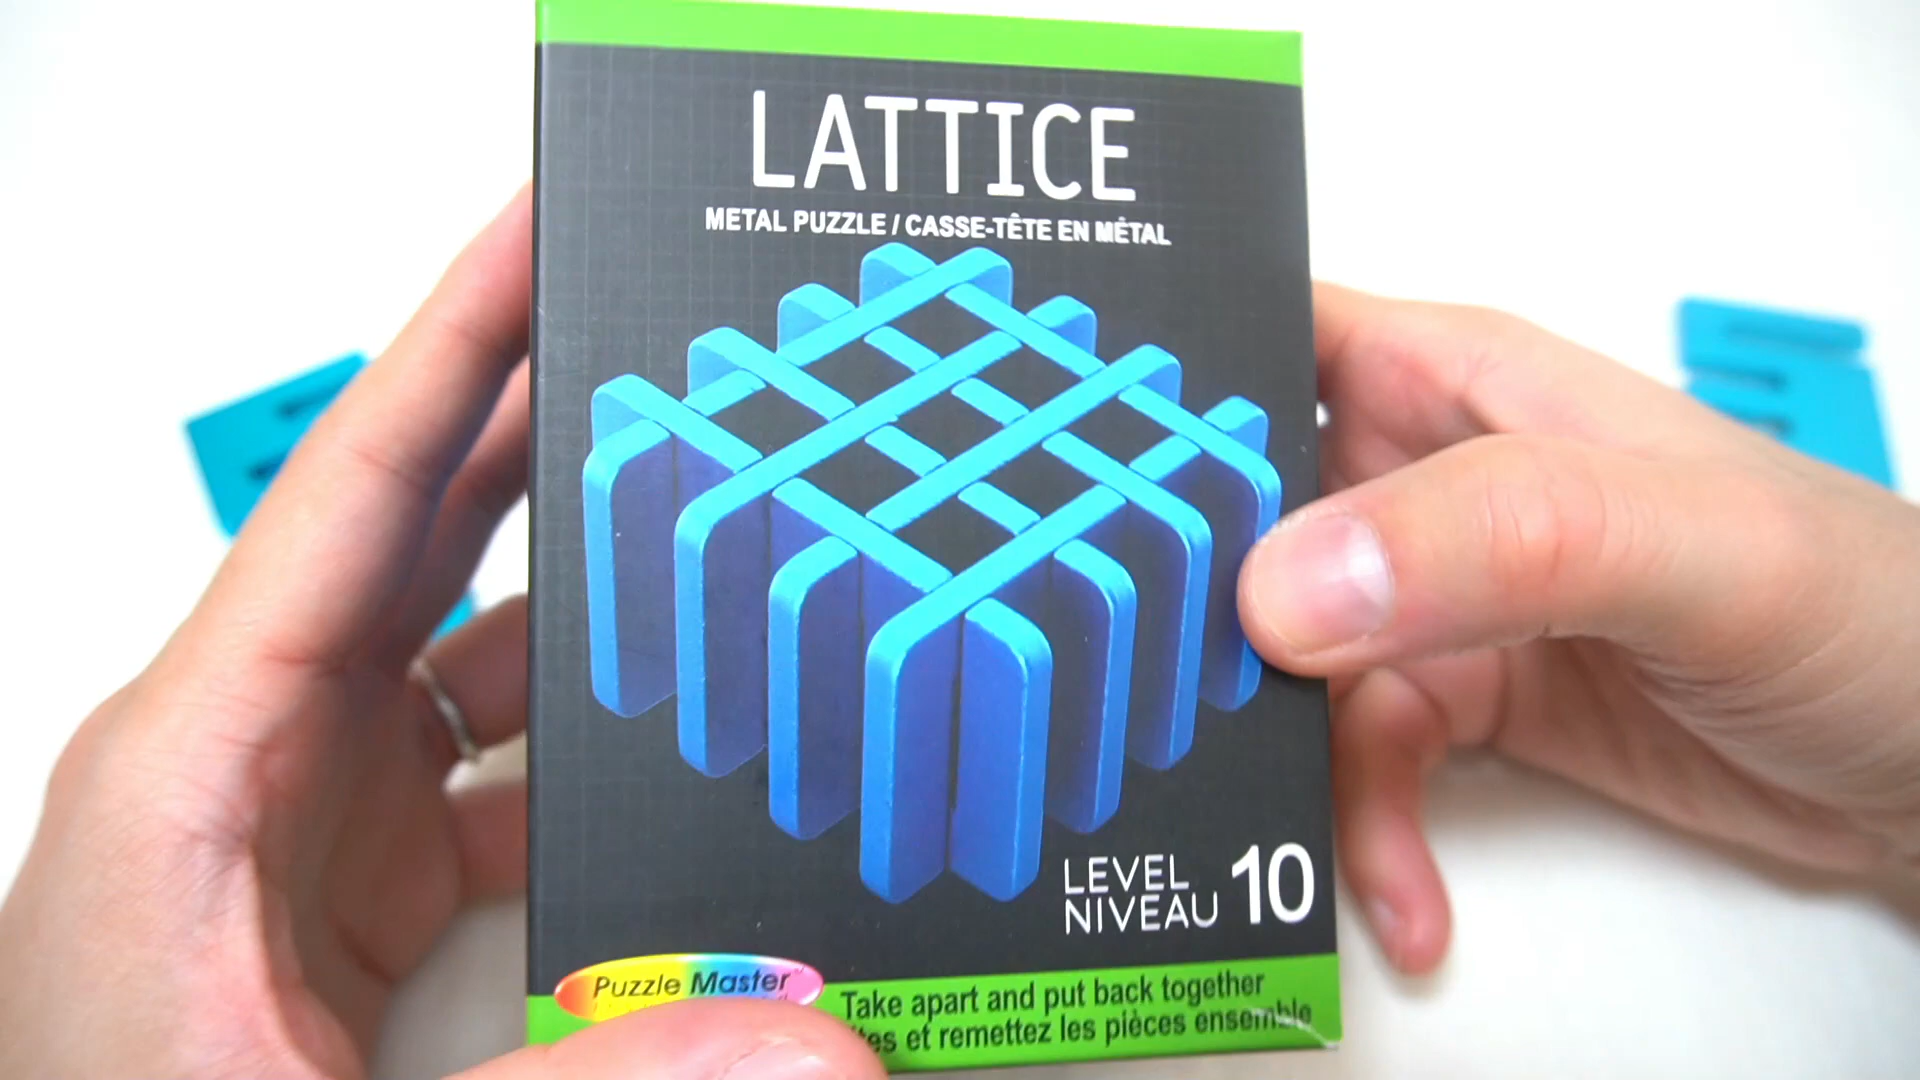 LATTICE
METAL PUZZLE / CASSE-TÊTE EN MÉTAL
LEVEL
NIVEAU 10
Puzzle Master
Take apart and put back together
et remettez les pièces ensemble